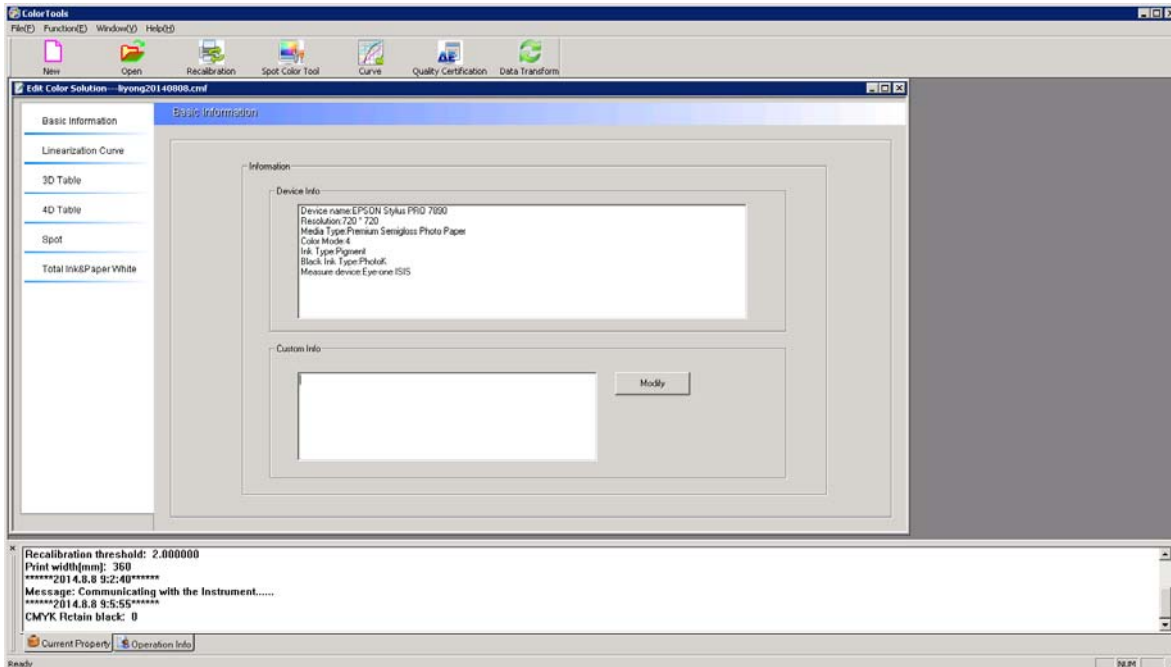 ColorTools
File(F) Function(E) Window(V) Help(H)
New Open Recalibration Spot Color Tool Curve Quality Certification Data Transform
Edit Color Solution---liyong20140808.cmf
Basic Information
Linearization Curve
3D Table
4D Table
Spot
Total Ink&Paper White
Basic Information
Information
Device Info
Device name:EPSON Stylus PRO 7890
Resolution:720 * 720
Media Type:Premium Semigloss Photo Paper
Color Mode:4
Ink Type:Pigment
Black Ink Type:PhotoK
Measure device:Eye-one ISIS
Custom Info
Modify
Recalibration threshold: 2.000000
Print width(mm): 360
******2014.8.8 9:2:40******
Message: Communicating with the Instrument......
******2014.8.8 9:5:55******
CMYK Retain black: 0
Current Property Operation Info
Ready NUM